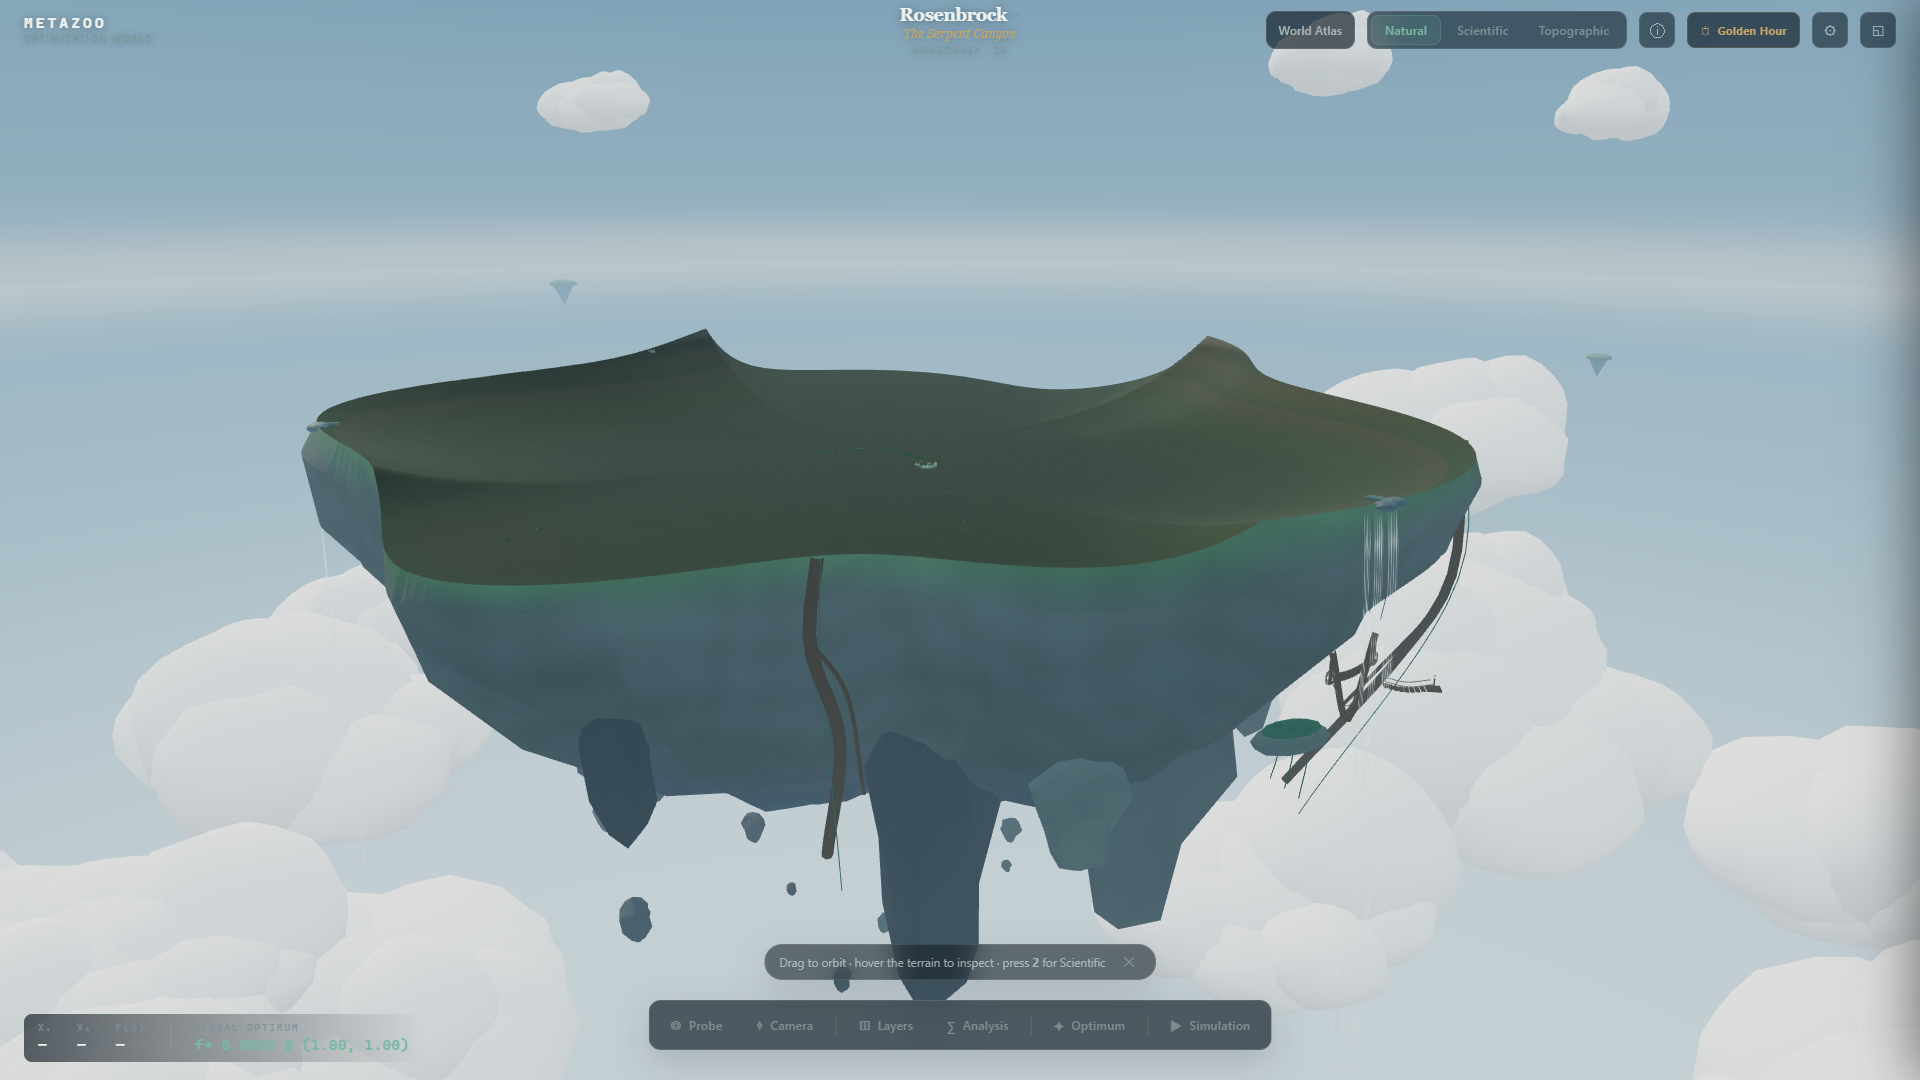 METAZOO
OPTIMIZATION WORLD
Rosenbrock
The Serpent Canyon
NONCONVEX · 2D
World Atlas
Natural
Scientific
Topographic
Golden Hour
Drag to orbit · hover the terrain to inspect · press 2 for Scientific
F(X)
— — —
GLOBAL OPTIMUM
f* 0.0000 @ (1.00, 1.00)
Probe
Camera
Layers
Analysis
Optimum
Simulation